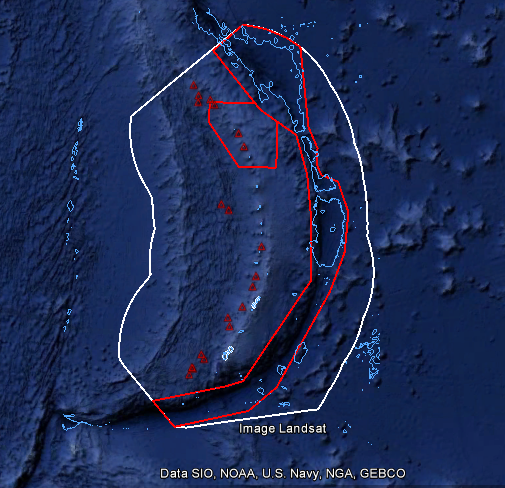 Image Landsat
Data SIO, NOAA, U.S. Navy, NGA, GEBCO